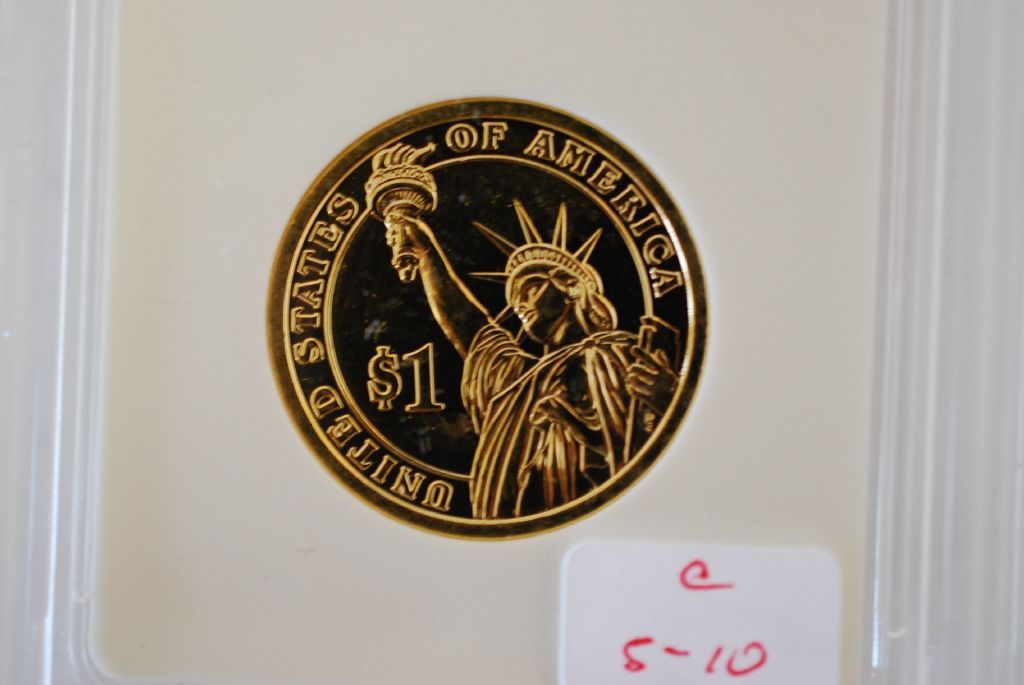 UNITED STATES OF AMERICA
$1
C
5-10